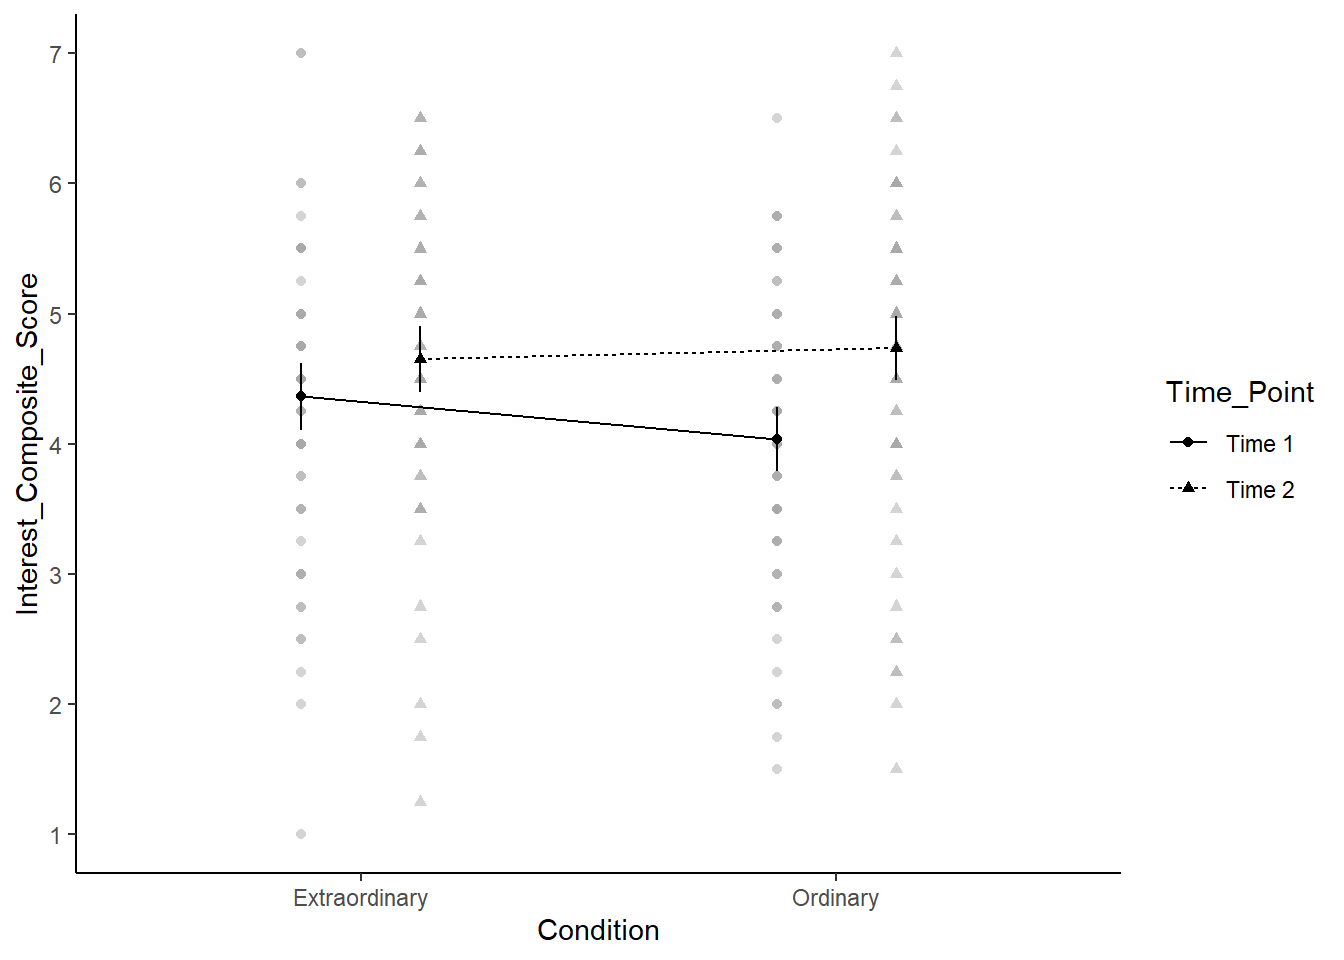 7
6
5
4
3
2
1
Interest_Composite_Score
Extraordinary
Ordinary
Condition
Time_Point
Time 1
Time 2